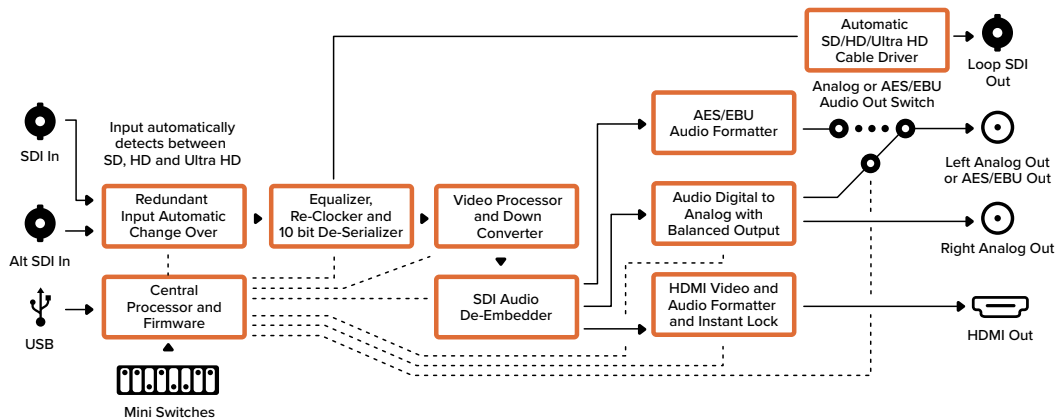 Automatic
SD/HD/Ultra HD
Cable Driver
Loop SDI
Out
Analog or AES/EBU
Audio Out Switch
SDI In
Input automatically
detects between
SD, HD and Ultra HD
AES/EBU
Audio Formatter
Left Analog Out
or AES/EBU Out
Alt SDI In
Redundant
Input Automatic
Change Over
Equalizer,
Re-Clocker and
10 bit De-Serializer
Video Processor
and Down
Converter
Audio Digital to
Analog with
Balanced Output
Right Analog Out
USB
Central
Processor and
Firmware
SDI Audio
De-Embedder
HDMI Video and
Audio Formatter
and Instant Lock
HDMI Out
Mini Switches